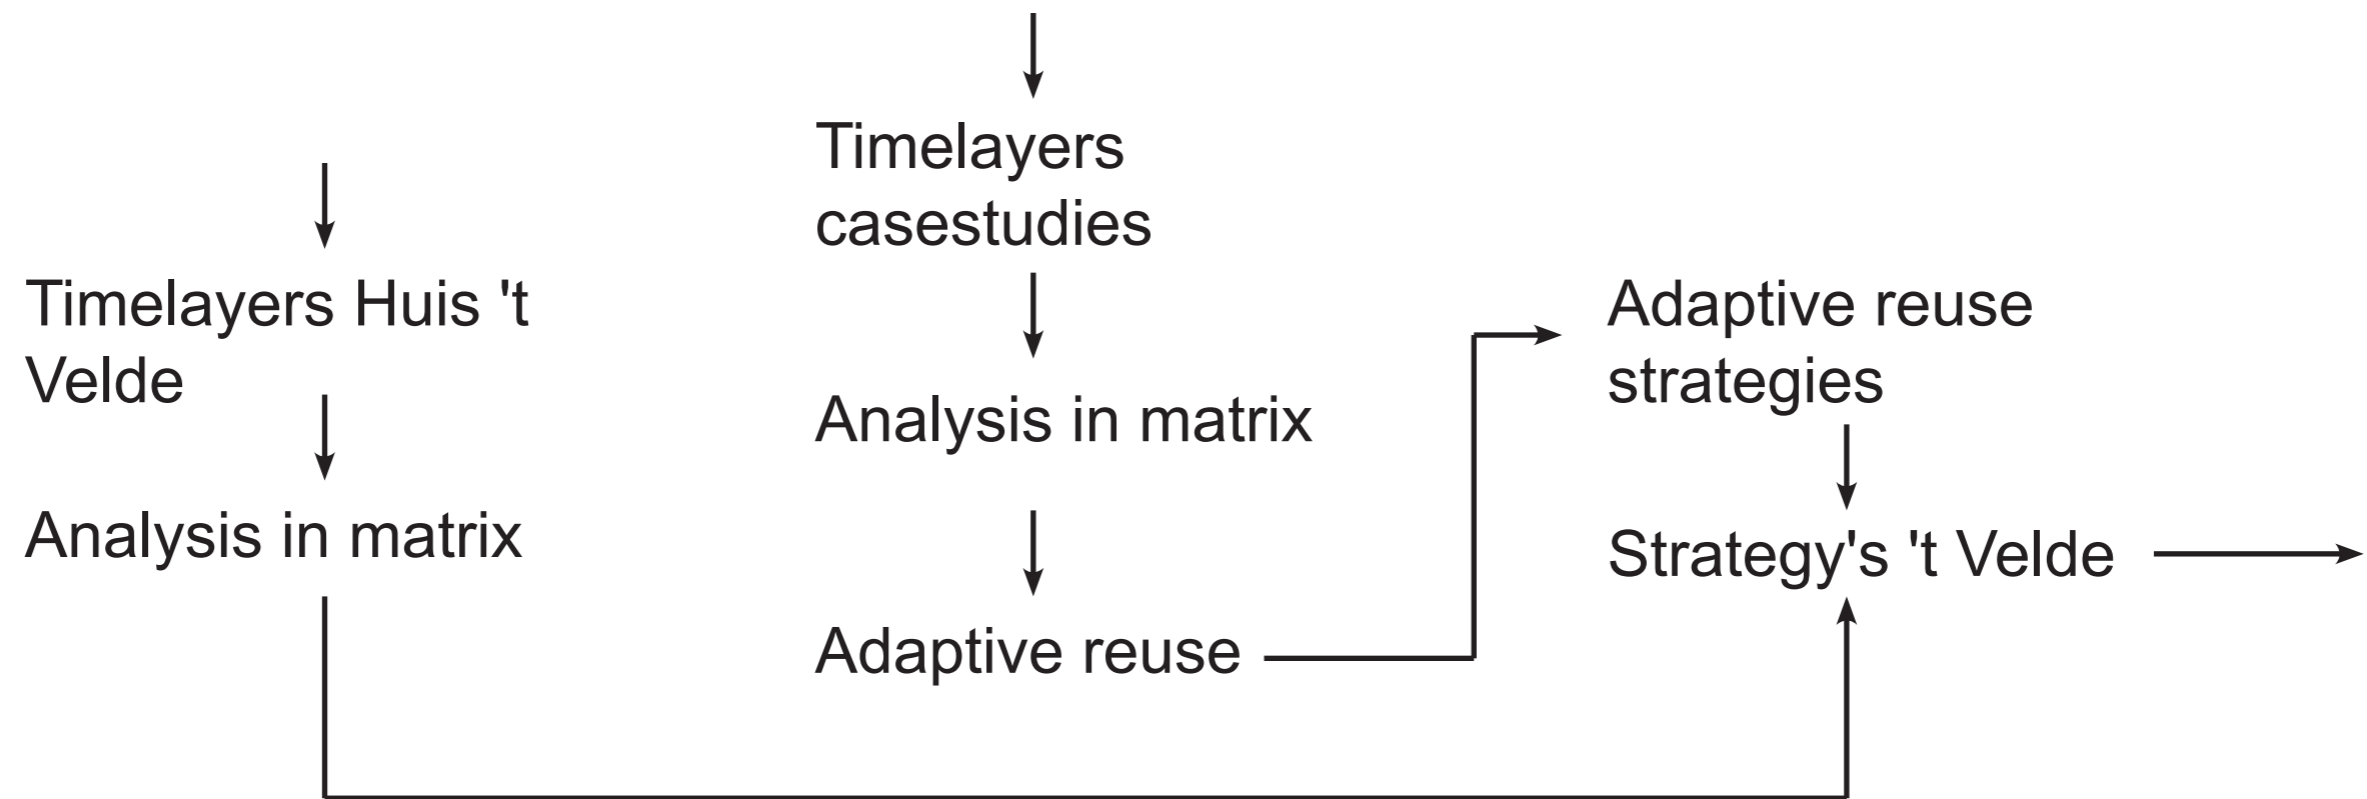 Timelayers Huis 't
Velde
Analysis in matrix
Timelayers
casestudies
Analysis in matrix
Adaptive reuse
Adaptive reuse
strategies
Strategy's 't Velde